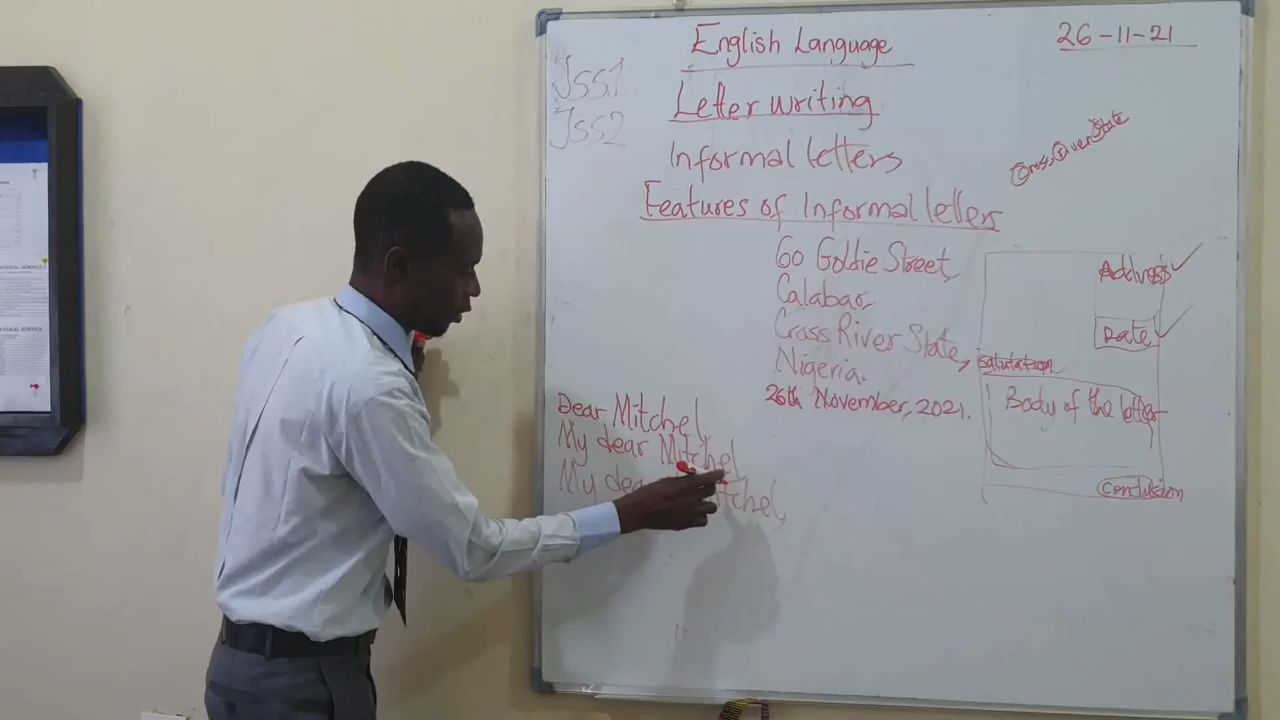 English Language
26-11-21
Jss1
Jss2
Letter writing
Informal letters
Cross River State
Features of Informal letters
60 Goldie Street,
Calabar,
Cross River State,
Nigeria.
26th November, 2021.
Address
Date
Salutation
Body of the letter
Conclusion
Dear Mitchel
My dear Mitchel
My